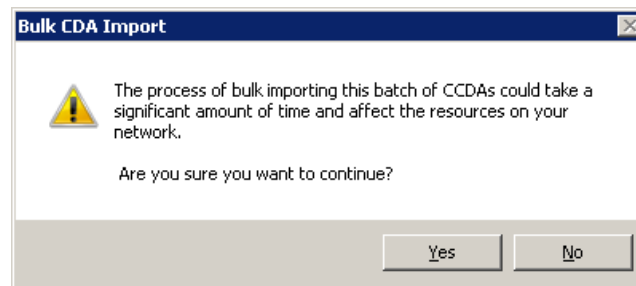 Bulk CDA Import
The process of bulk importing this batch of CCDAs could take a
significant amount of time and affect the resources on your
network.
Are you sure you want to continue?
Yes
No